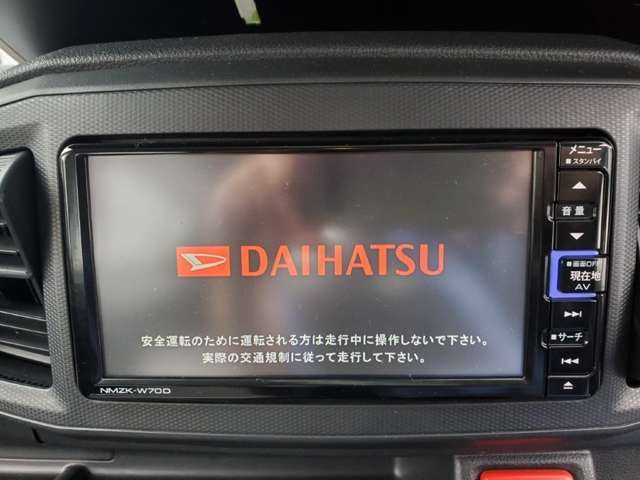 メニュー
■ スタンバイ
音量
DAIHATSU
■ 画面OFF
現在地
AV
安全運転のために運転される方は走行中に操作しないで下さい。
実際の交通規制に従って走行して下さい。
■ サーチ
NMZK-W70D